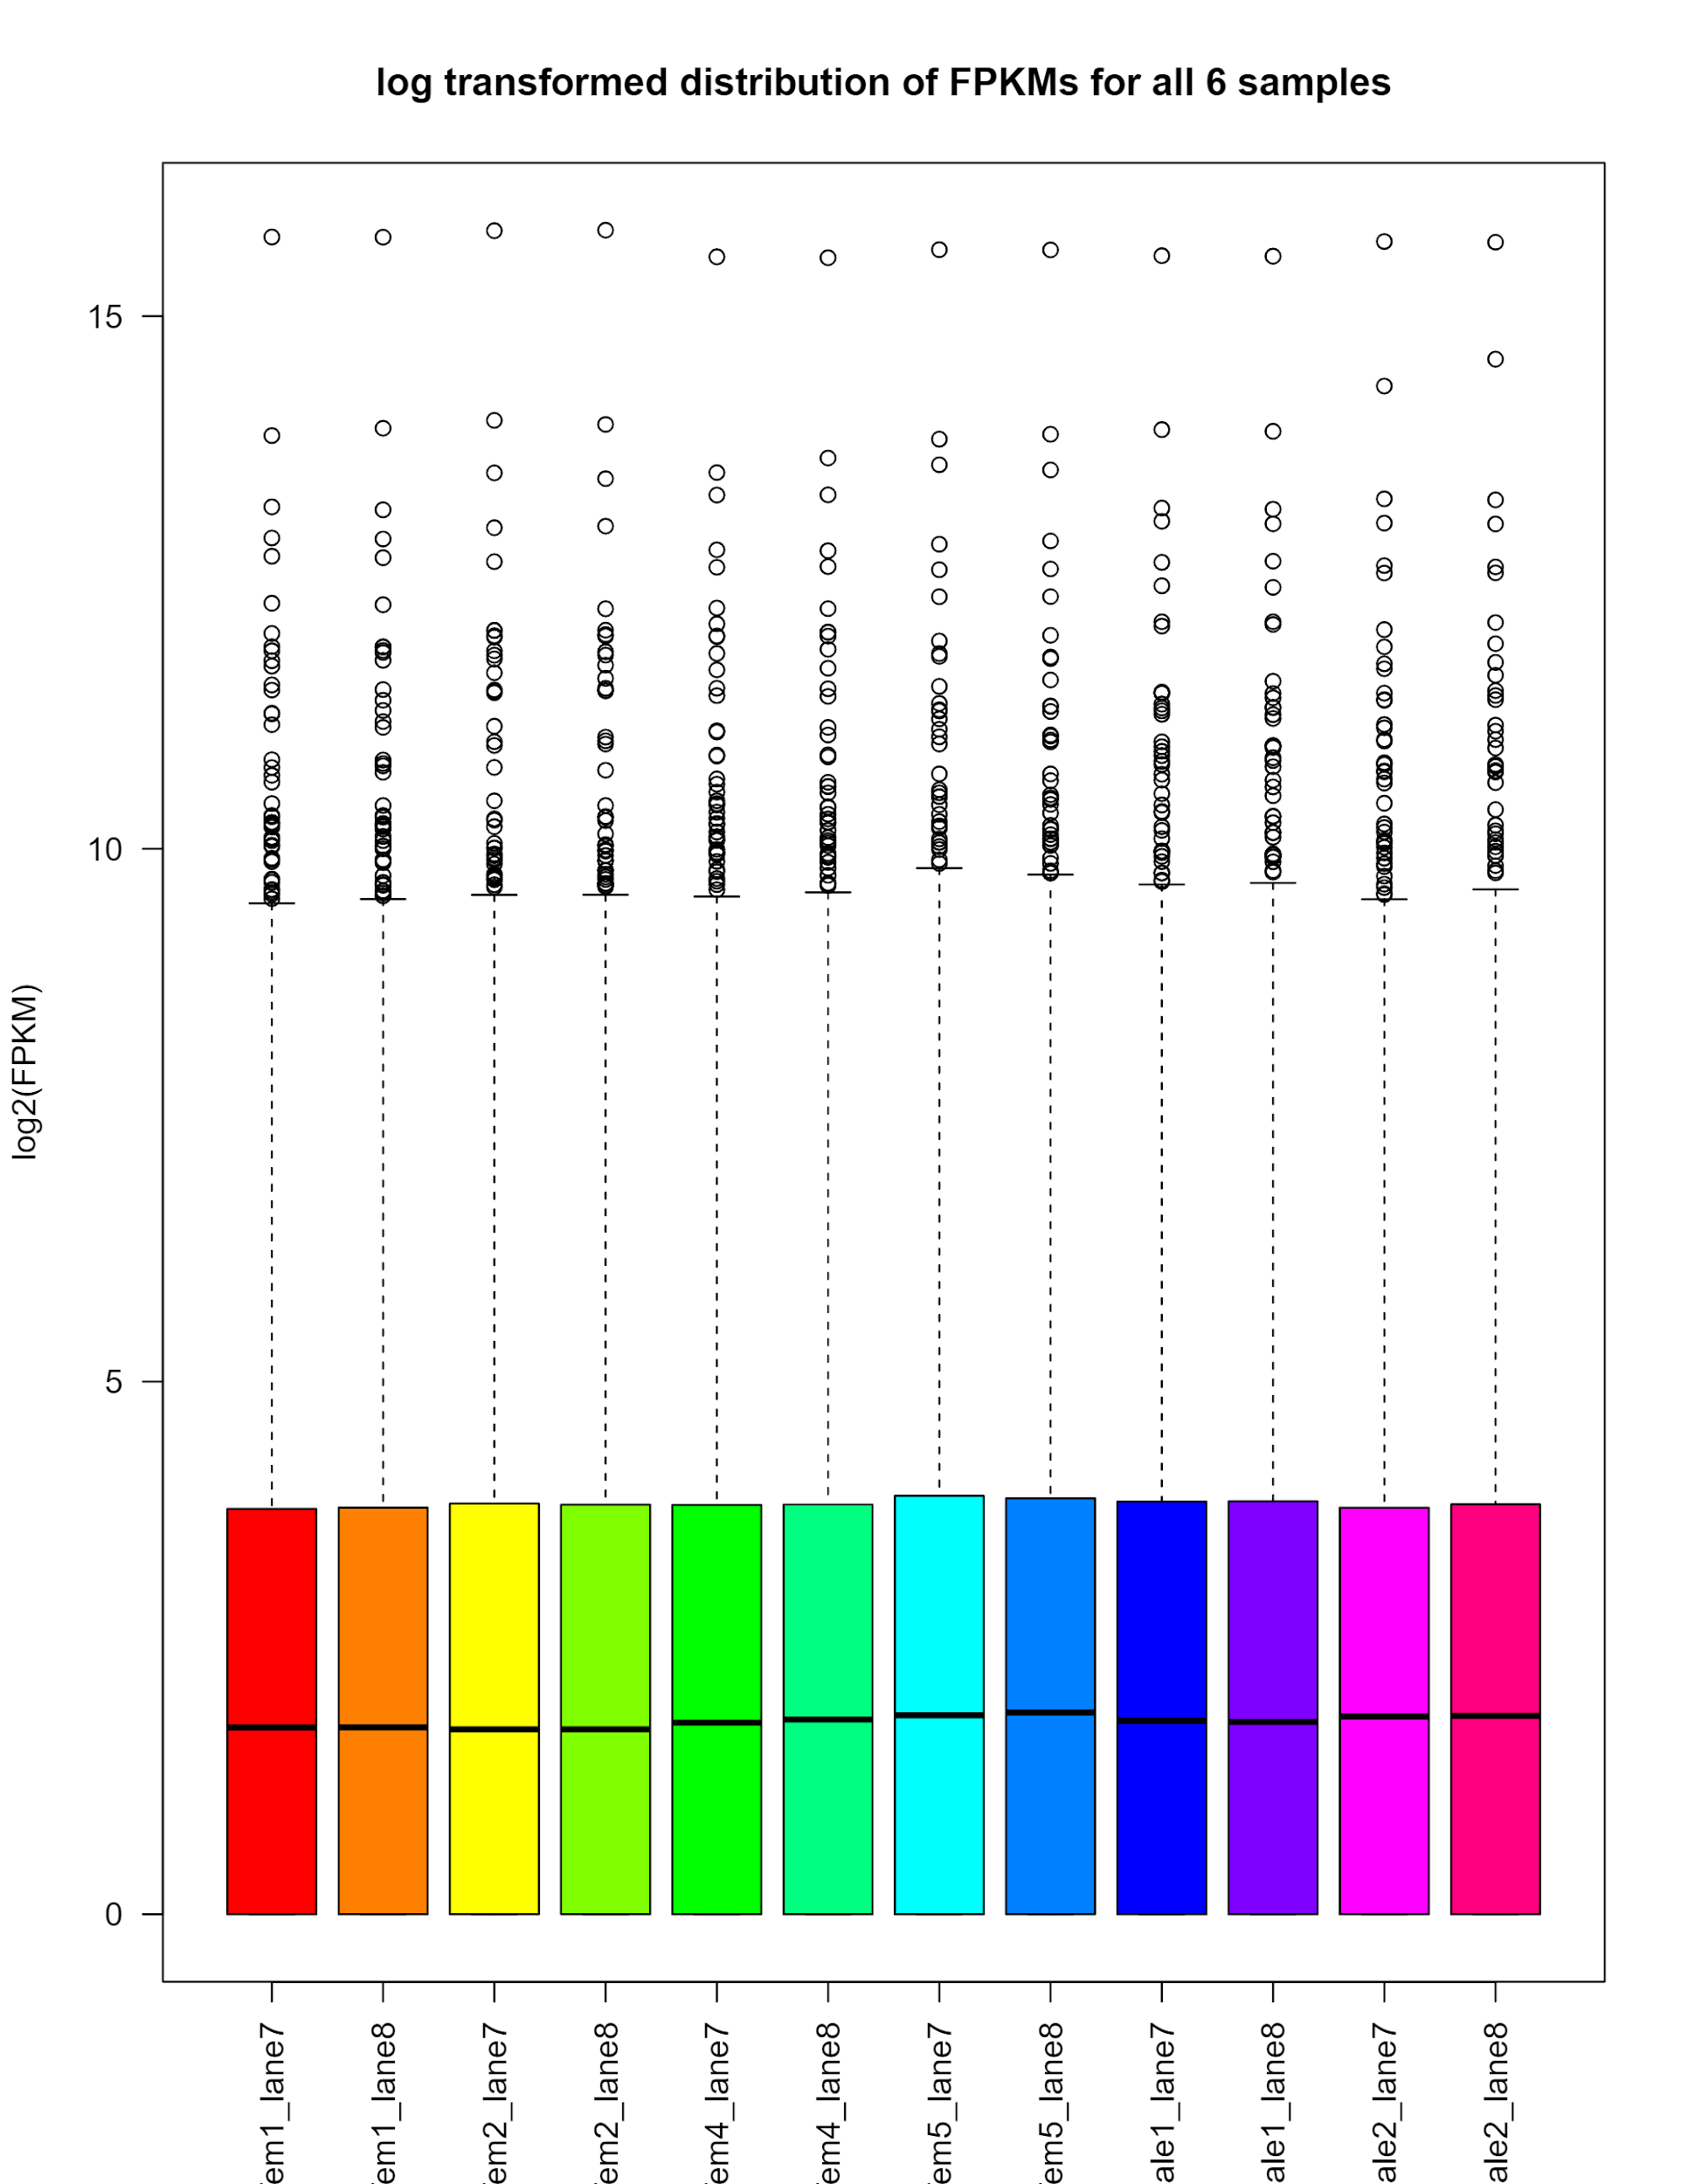 log transformed distribution of FPKMs for all 6 samples
log2(FPKM)
15
10
5
0
em1_lane7
em1_lane8
em2_lane7
em2_lane8
em4_lane7
em4_lane8
em5_lane7
em5_lane8
ale1_lane7
ale1_lane8
ale2_lane7
ale2_lane8